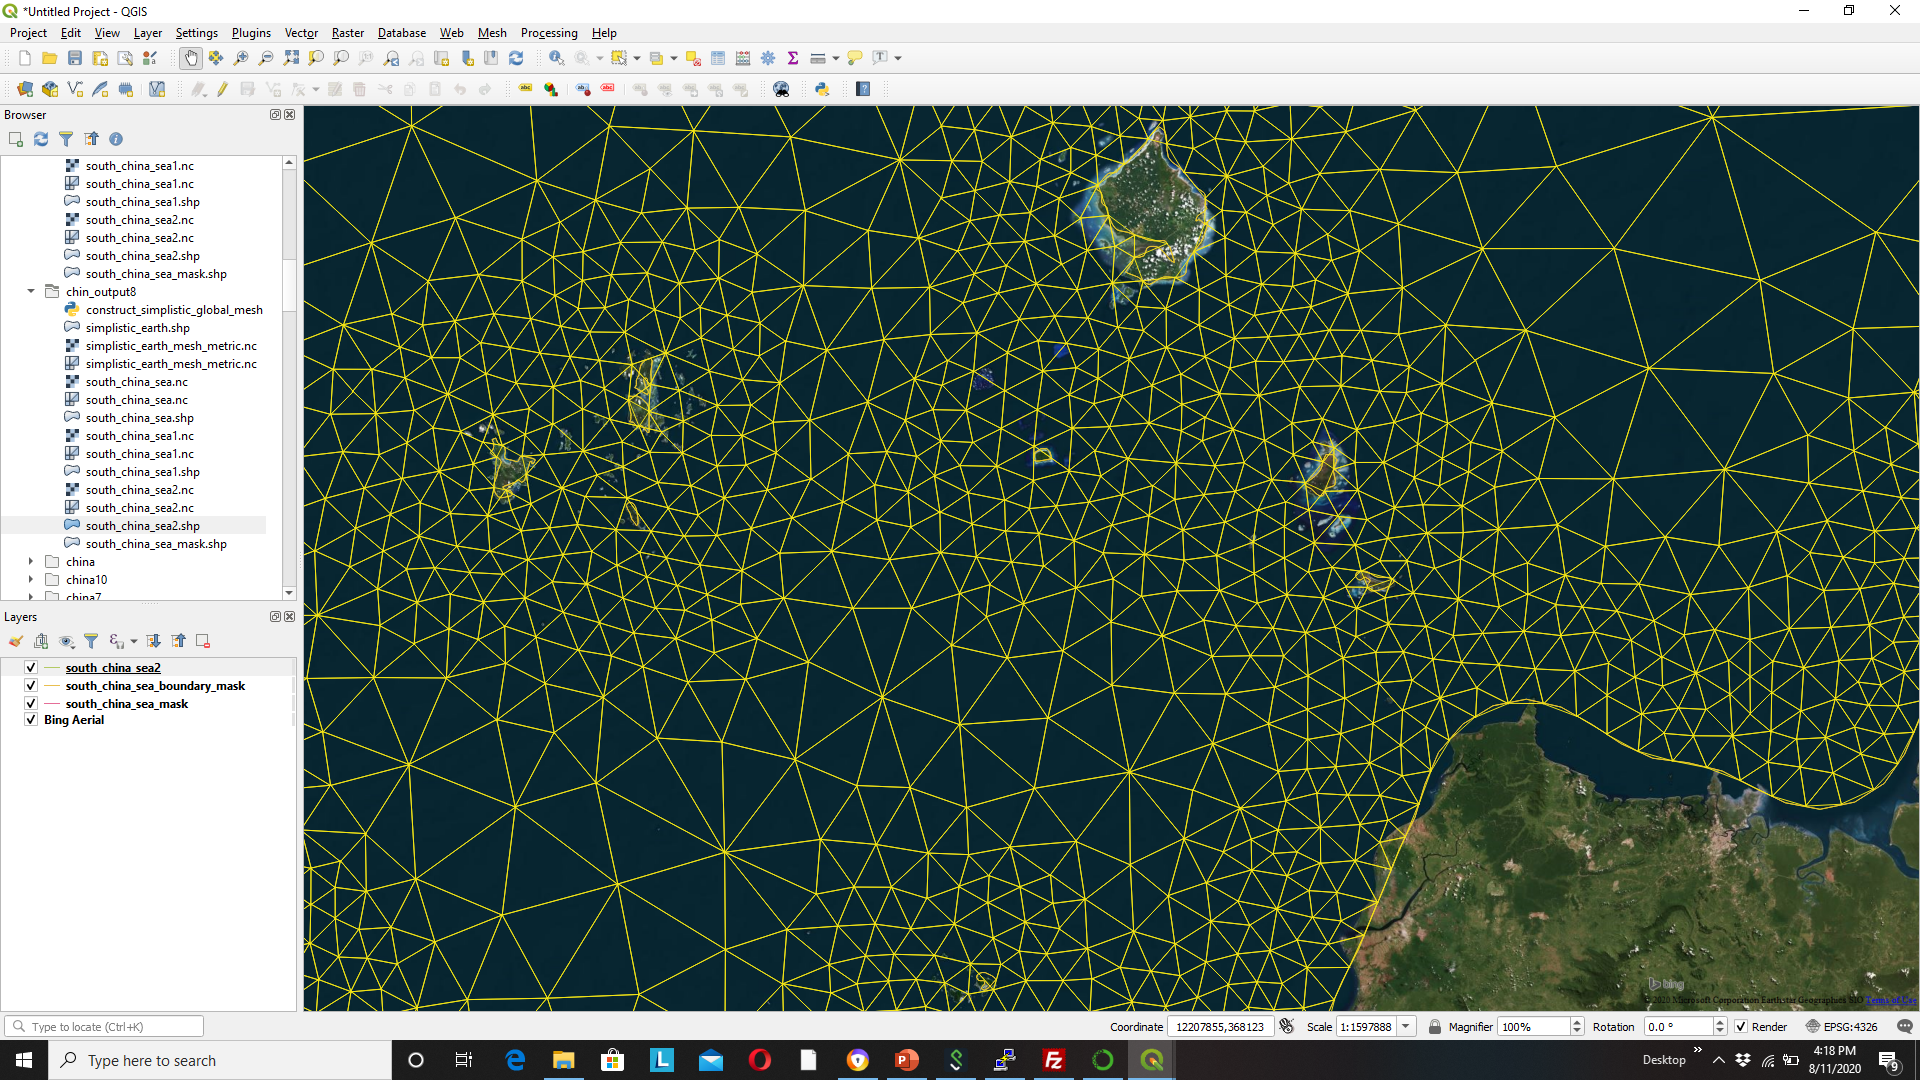 *Untitled Project - QGIS
Project Edit View Layer Settings Plugins Vector Raster Database Web Mesh Processing Help
Browser
south_china_sea1.nc
south_china_sea1.nc
south_china_sea1.shp
south_china_sea2.nc
south_china_sea2.nc
south_china_sea2.shp
south_china_sea_mask.shp
chin_output8
construct_simplistic_global_mesh
simplistic_earth.shp
simplistic_earth_mesh_metric.nc
simplistic_earth_mesh_metric.nc
south_china_sea.nc
south_china_sea.nc
south_china_sea.shp
south_china_sea1.nc
south_china_sea1.nc
south_china_sea1.shp
south_china_sea2.nc
south_china_sea2.nc
south_china_sea2.shp
south_china_sea_mask.shp
china
china10
china7
Layers
south_china_sea2
south_china_sea_boundary_mask
south_china_sea_mask
Bing Aerial
bing
© 2020 Microsoft Corporation Earthstar Geographics SIO Terms of Use
Type to locate (Ctrl+K)
Coordinate 12207855,368123 Scale 1:1597888 Magnifier 100% Rotation 0.0 ° Render EPSG:4326
Type here to search
Desktop
4:18 PM
8/11/2020
9